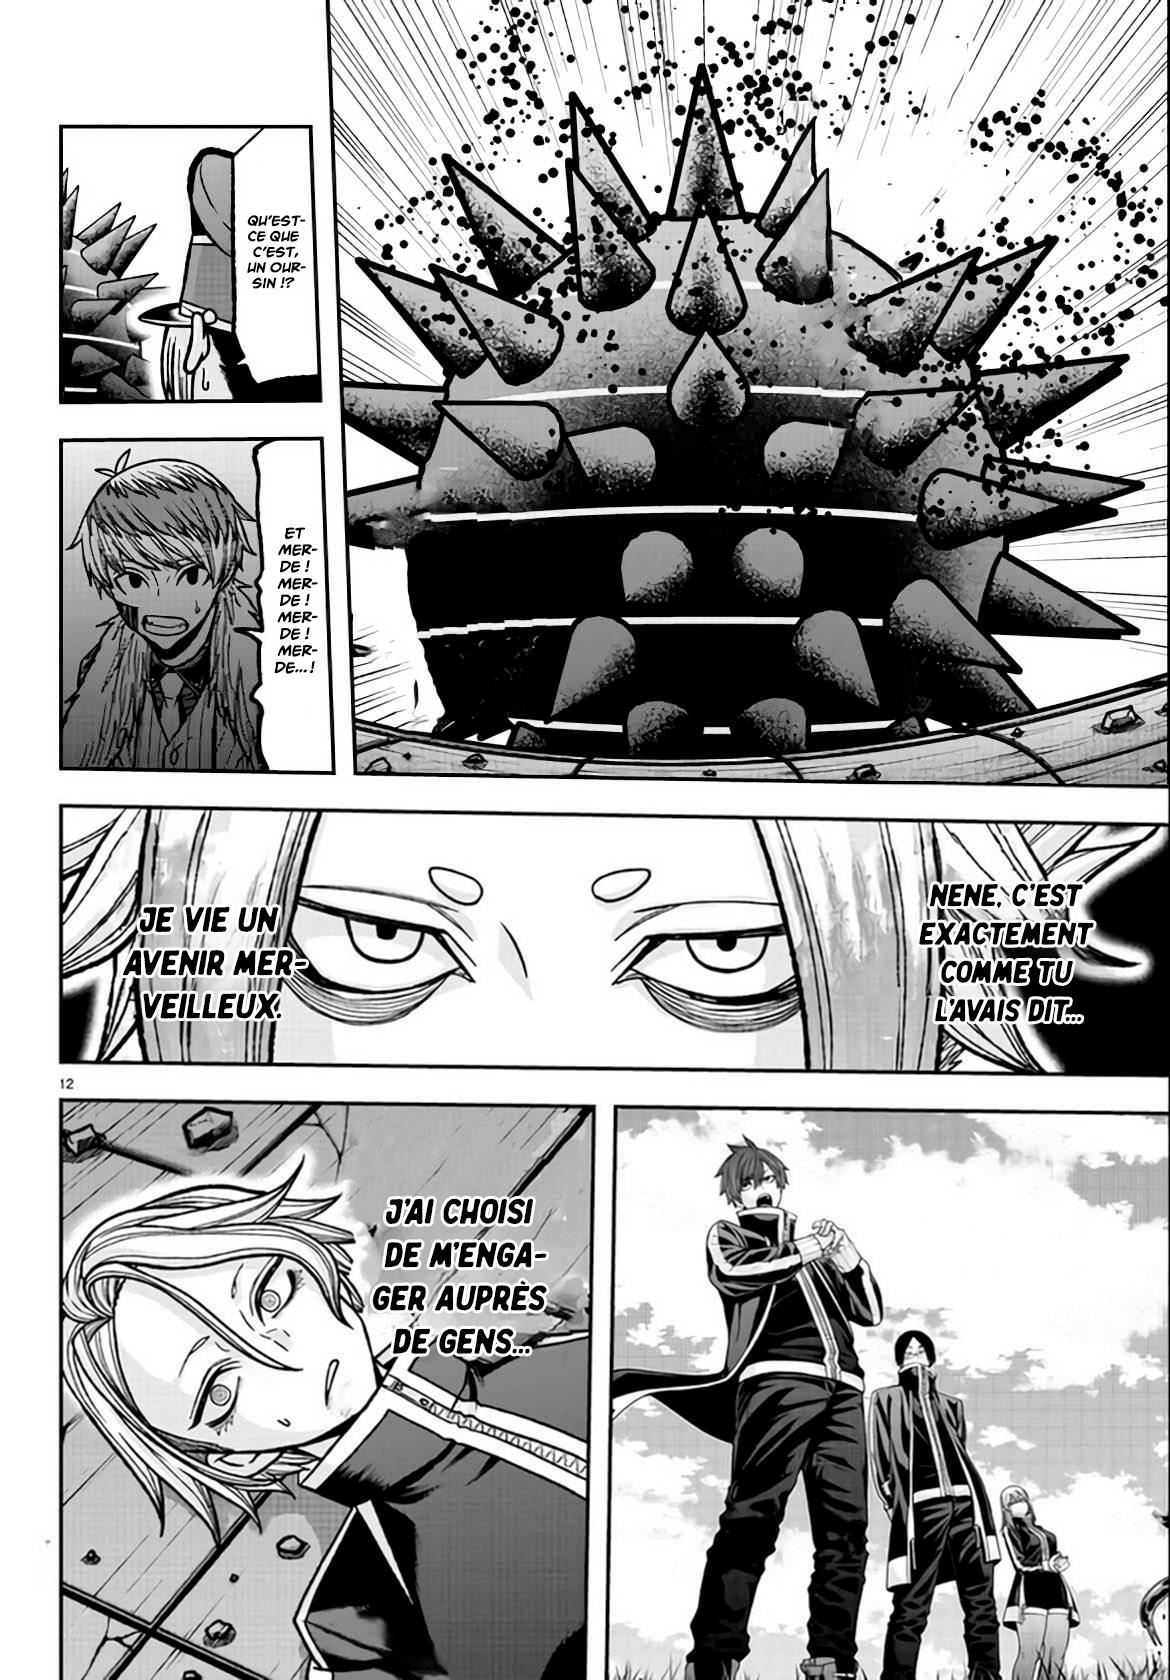 QU'EST-
CE QUE
C'EST,
UN OUR-
SIN !?
ET
MER-
DE !
MER-
DE !
MER-
DE !
MER-
DE...!
NENE, C'EST
EXACTEMENT
COMME TU
L'AVAIS DIT...
JE VIE UN
AVENIR MER-
VEILLEUX.
12
J'AI CHOISI
DE M'ENGA-
GER AUPRÈS
DE GENS...